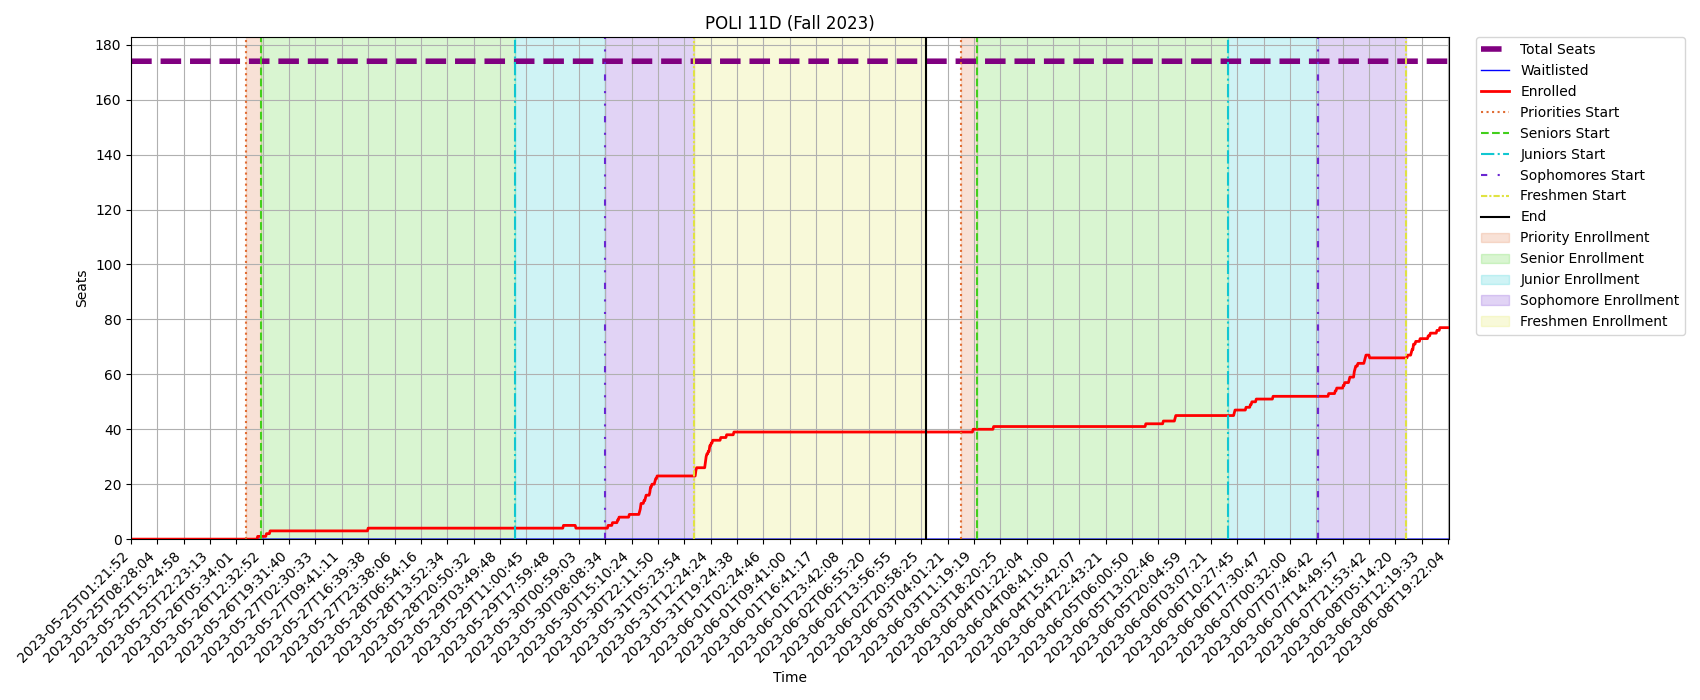 POLI 11D (Fall 2023)
Seats
180
160
140
120
100
80
60
40
20
0
2023-05-25T01:21:52
2023-05-25T08:28:04
2023-05-25T15:24:58
2023-05-25T22:23:13
2023-05-26T05:34:01
2023-05-26T12:32:52
2023-05-26T19:31:40
2023-05-27T02:30:33
2023-05-27T09:41:11
2023-05-27T16:39:38
2023-05-27T23:38:06
2023-05-28T06:54:16
2023-05-28T13:52:34
2023-05-28T20:50:32
2023-05-29T03:49:48
2023-05-29T11:00:45
2023-05-29T17:59:48
2023-05-30T00:59:03
2023-05-30T08:08:34
2023-05-30T15:10:24
2023-05-30T22:11:50
2023-05-31T05:23:54
2023-05-31T12:24:24
2023-05-31T19:24:38
2023-06-01T02:24:46
2023-06-01T09:41:00
2023-06-01T16:41:17
2023-06-01T23:42:08
2023-06-02T06:55:20
2023-06-02T13:56:55
2023-06-02T20:58:25
2023-06-03T04:01:21
2023-06-03T11:19:19
2023-06-03T18:20:25
2023-06-04T01:22:04
2023-06-04T08:41:00
2023-06-04T15:42:07
2023-06-04T22:43:21
2023-06-05T06:00:50
2023-06-05T13:02:46
2023-06-05T20:04:59
2023-06-06T03:07:21
2023-06-06T10:27:45
2023-06-06T17:30:47
2023-06-07T00:32:00
2023-06-07T07:46:42
2023-06-07T14:49:57
2023-06-07T21:53:42
2023-06-08T05:14:20
2023-06-08T12:19:33
2023-06-08T19:22:04
Time
Total Seats
Waitlisted
Enrolled
Priorities Start
Seniors Start
Juniors Start
Sophomores Start
Freshmen Start
End
Priority Enrollment
Senior Enrollment
Junior Enrollment
Sophomore Enrollment
Freshmen Enrollment